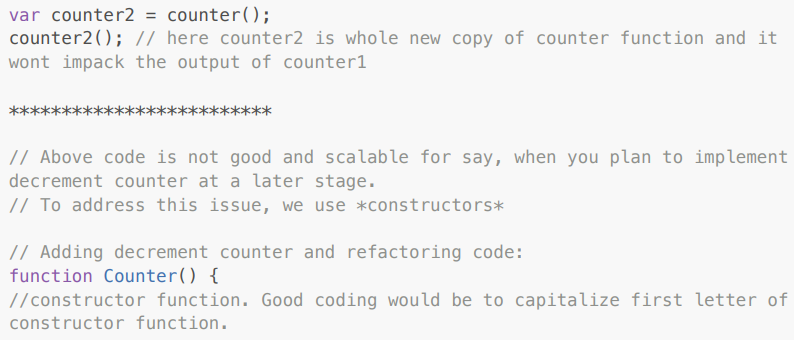 var counter2 = counter();
counter2(); // here counter2 is whole new copy of counter function and it
wont impack the output of counter1
*************************
// Above code is not good and scalable for say, when you plan to implement
decrement counter at a later stage.
// To address this issue, we use *constructors*
// Adding decrement counter and refactoring code:
function Counter() {
//constructor function. Good coding would be to capitalize first letter of
constructor function.